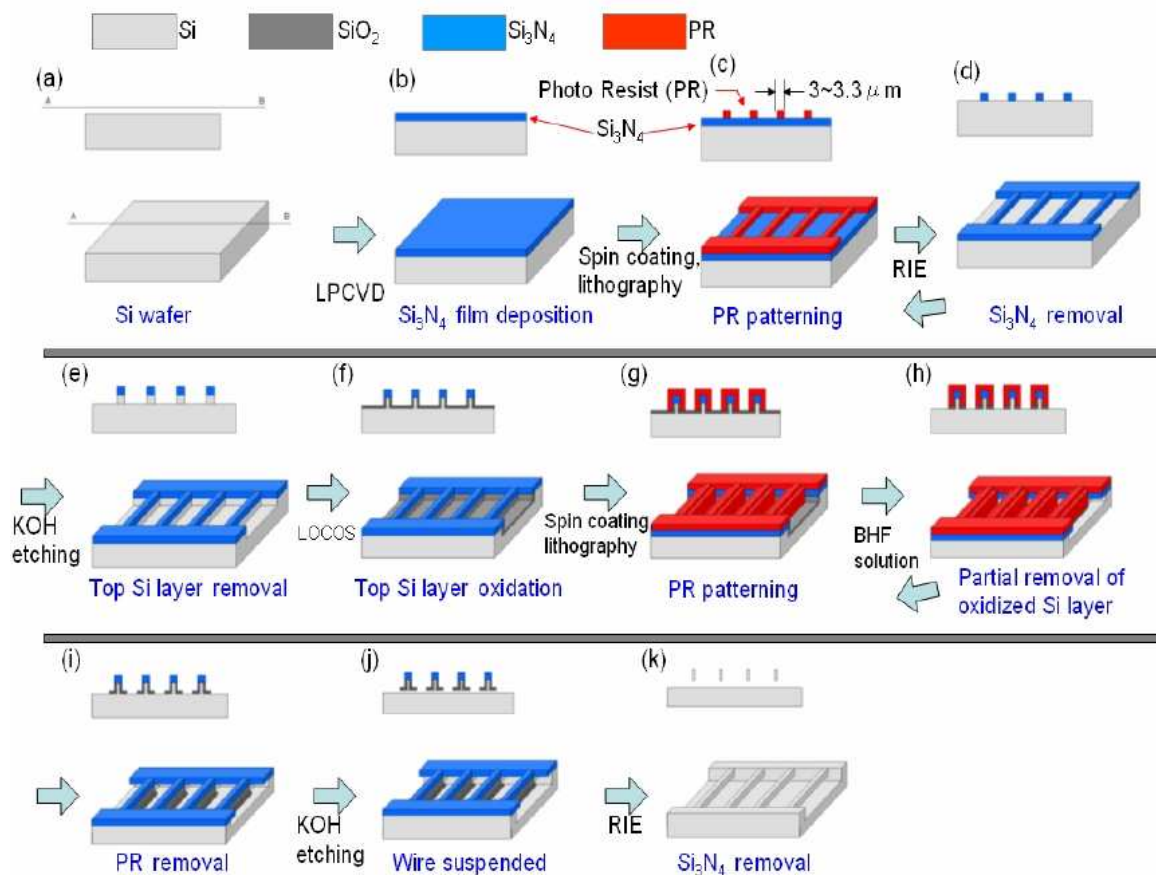 Si
SiO₂
Si₃N₄
PR
(a)
A
B
A
B
Si wafer
LPCVD
(b)
Si₃N₄
Si₃N₄ film deposition
Spin coating,
lithography
(c)
Photo Resist (PR)
3~3.3 μm
PR patterning
RIE
(d)
Si₃N₄ removal
KOH
etching
(e)
Top Si layer removal
LOCOS
(f)
Top Si layer oxidation
Spin coating
lithography
(g)
PR patterning
BHF
solution
(h)
Partial removal of
oxidized Si layer
(i)
PR removal
KOH
etching
(j)
Wire suspended
RIE
(k)
Si₃N₄ removal